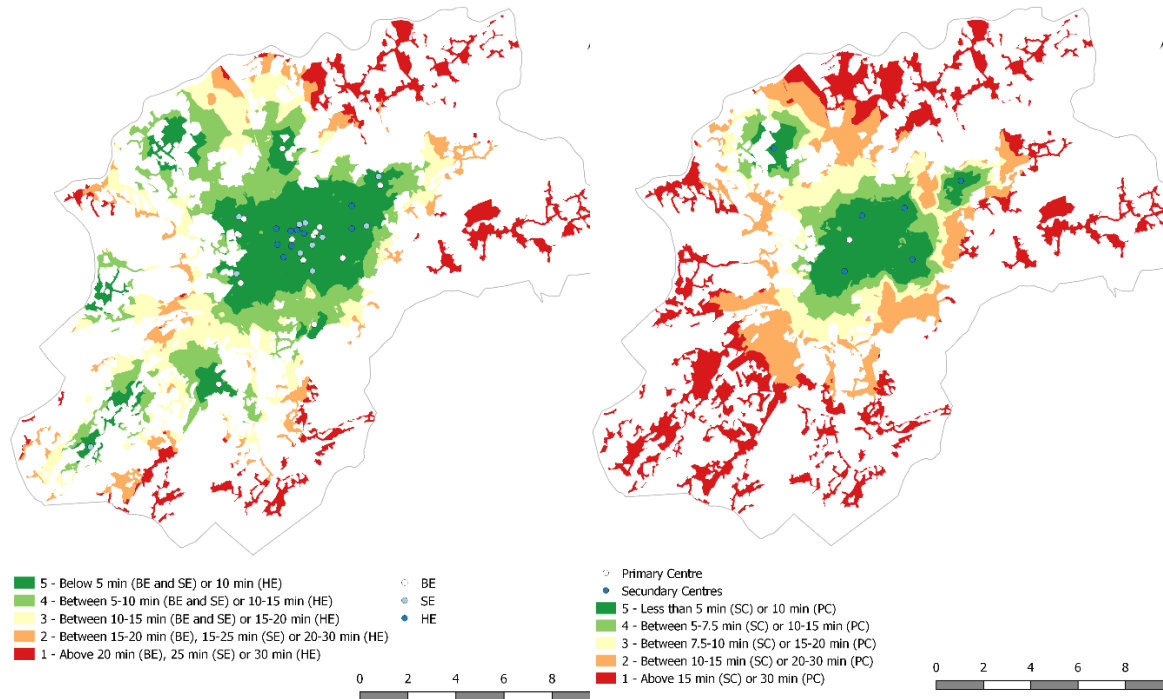 5 - Below 5 min (BE and SE) or 10 min (HE)
4 - Between 5-10 min (BE and SE) or 10-15 min (HE)
3 - Between 10-15 min (BE and SE) or 15-20 min (HE)
2 - Between 15-20 min (BE), 15-25 min (SE) or 20-30 min (HE)
1 - Above 20 min (BE), 25 min (SE) or 30 min (HE)
BE
SE
HE
0 2 4 6 8
Primary Centre
Secundary Centres
5 - Less than 5 min (SC) or 10 min (PC)
4 - Between 5-7.5 min (SC) or 10-15 min (PC)
3 - Between 7.5-10 min (SC) or 15-20 min (PC)
2 - Between 10-15 min (SC) or 20-30 min (PC)
1 - Above 15 min (SC) or 30 min (PC)
0 2 4 6 8